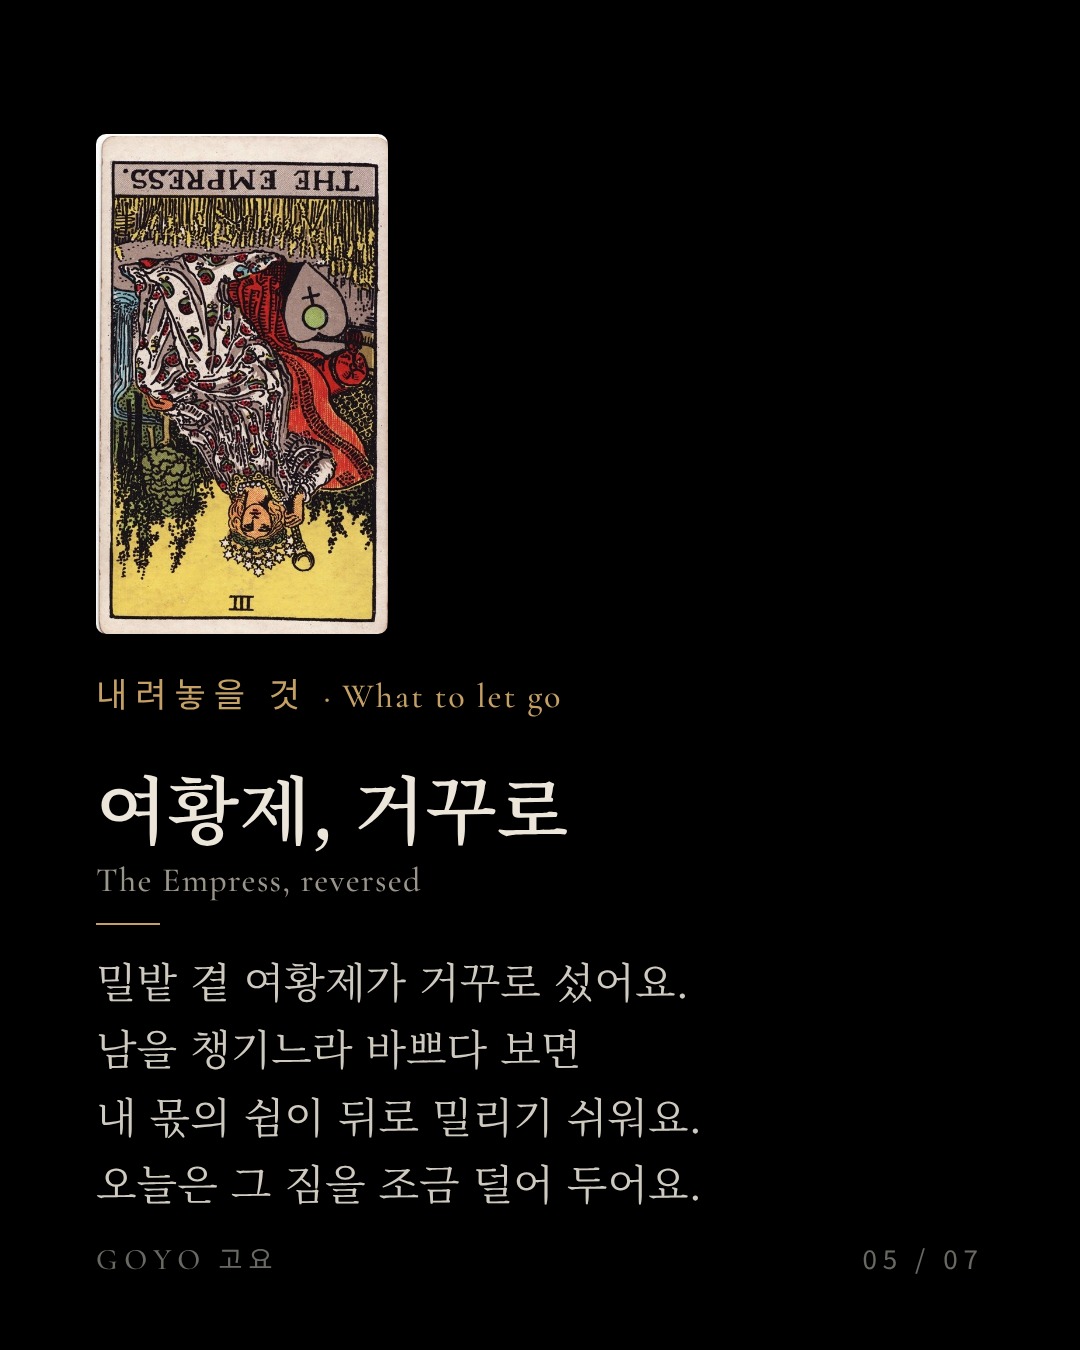 THE EMPRESS.
III
내려놓을 것 · What to let go
여황제, 거꾸로
The Empress, reversed
밀밭 곁 여황제가 거꾸로 섰어요.
남을 챙기느라 바쁘다 보면
내 몫의 쉼이 뒤로 밀리기 쉬워요.
오늘은 그 짐을 조금 덜어 두어요.
GOYO 고요
05 / 07